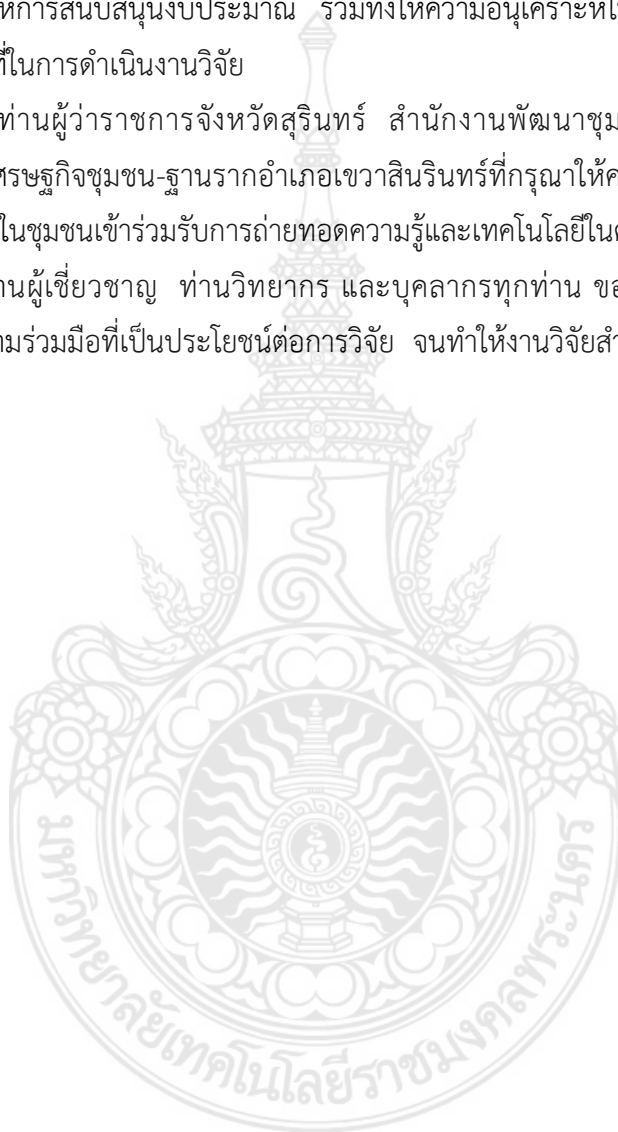 ห้การสนับสนุนงบประมาณ รวมทั้งให้ความอนุเคราะห์
ที่ในการดำเนินงานวิจัย
ท่านผู้ว่าราชการจังหวัดสุรินทร์ สำนักงานพัฒนาชุม
ศรษฐกิจชุมชน-ฐานรากอำเภอเขวาสินรินทร์ที่กรุณาให้ค
ในชุมชนเข้าร่วมรับการถ่ายทอดความรู้และเทคโนโลยีใน
านผู้เชี่ยวชาญ ท่านวิทยากร และบุคลากรทุกท่าน ขอ
ามร่วมมือที่เป็นประโยชน์ต่อการวิจัย จนทำให้งานวิจัยสำ
มหาวิทยาลัยเทคโนโลยีราชมงคลพระนคร